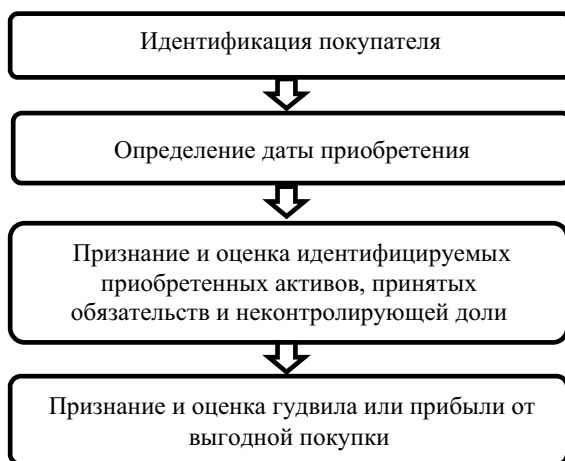 Идентификация покупателя
Определение даты приобретения
Признание и оценка идентифицируемых
приобретенных активов, принятых
обязательств и неконтролирующей доли
Признание и оценка гудвила или прибыли от
выгодной покупки